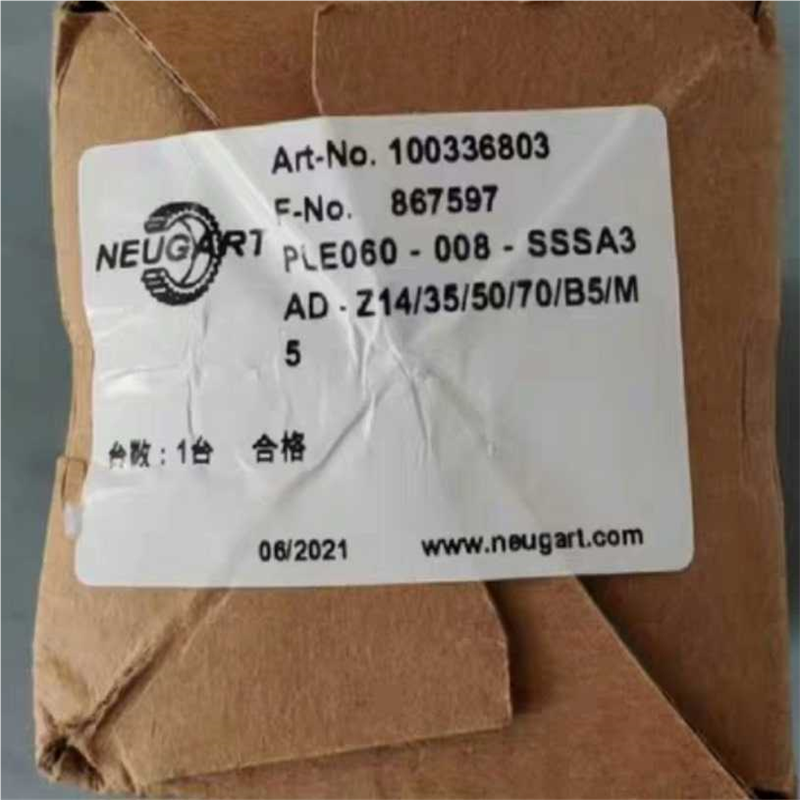 Art-No. 100336803
F-No. 867597
NEUGART
PLE060 - 008 - SSSA3
AD - Z14/35/50/70/B5/M
5
台数：1台 合格
06/2021 www.neugart.com